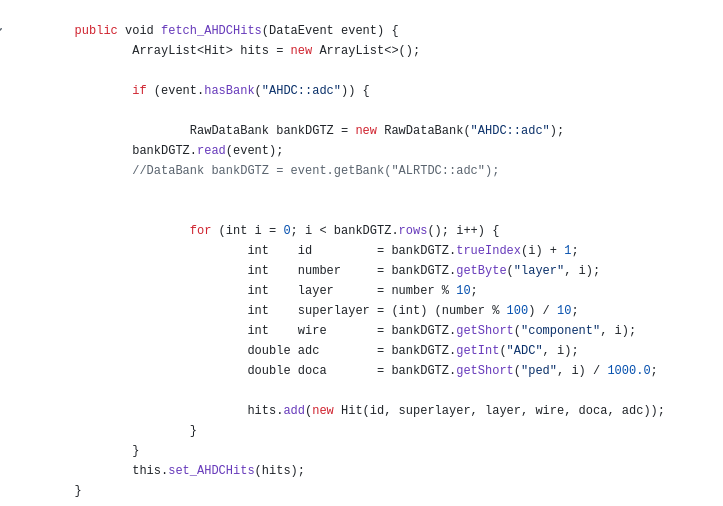 public void fetch_AHDCHits(DataEvent event) {
ArrayList<Hit> hits = new ArrayList<>();
if (event.hasBank("AHDC::adc")) {
RawDataBank bankDGTZ = new RawDataBank("AHDC::adc");
bankDGTZ.read(event);
//DataBank bankDGTZ = event.getBank("ALRTDC::adc");
for (int i = 0; i < bankDGTZ.rows(); i++) {
int    id         = bankDGTZ.trueIndex(i) + 1;
int    number     = bankDGTZ.getByte("layer", i);
int    layer      = number % 10;
int    superlayer = (int) (number % 100) / 10;
int    wire       = bankDGTZ.getShort("component", i);
double adc        = bankDGTZ.getInt("ADC", i);
double doca       = bankDGTZ.getShort("ped", i) / 1000.0;
hits.add(new Hit(id, superlayer, layer, wire, doca, adc));
}
}
this.set_AHDCHits(hits);
}